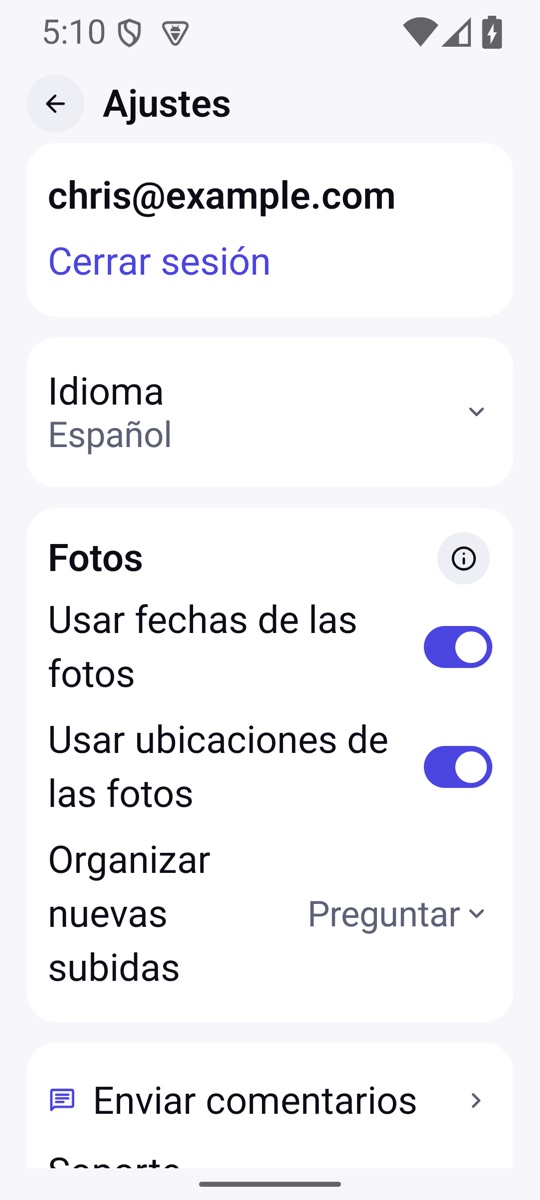 5:10
Ajustes
chris@example.com
Cerrar sesión
Idioma
Español
Fotos
Usar fechas de las
fotos
Usar ubicaciones de
las fotos
Organizar
nuevas
subidas
Preguntar
Enviar comentarios